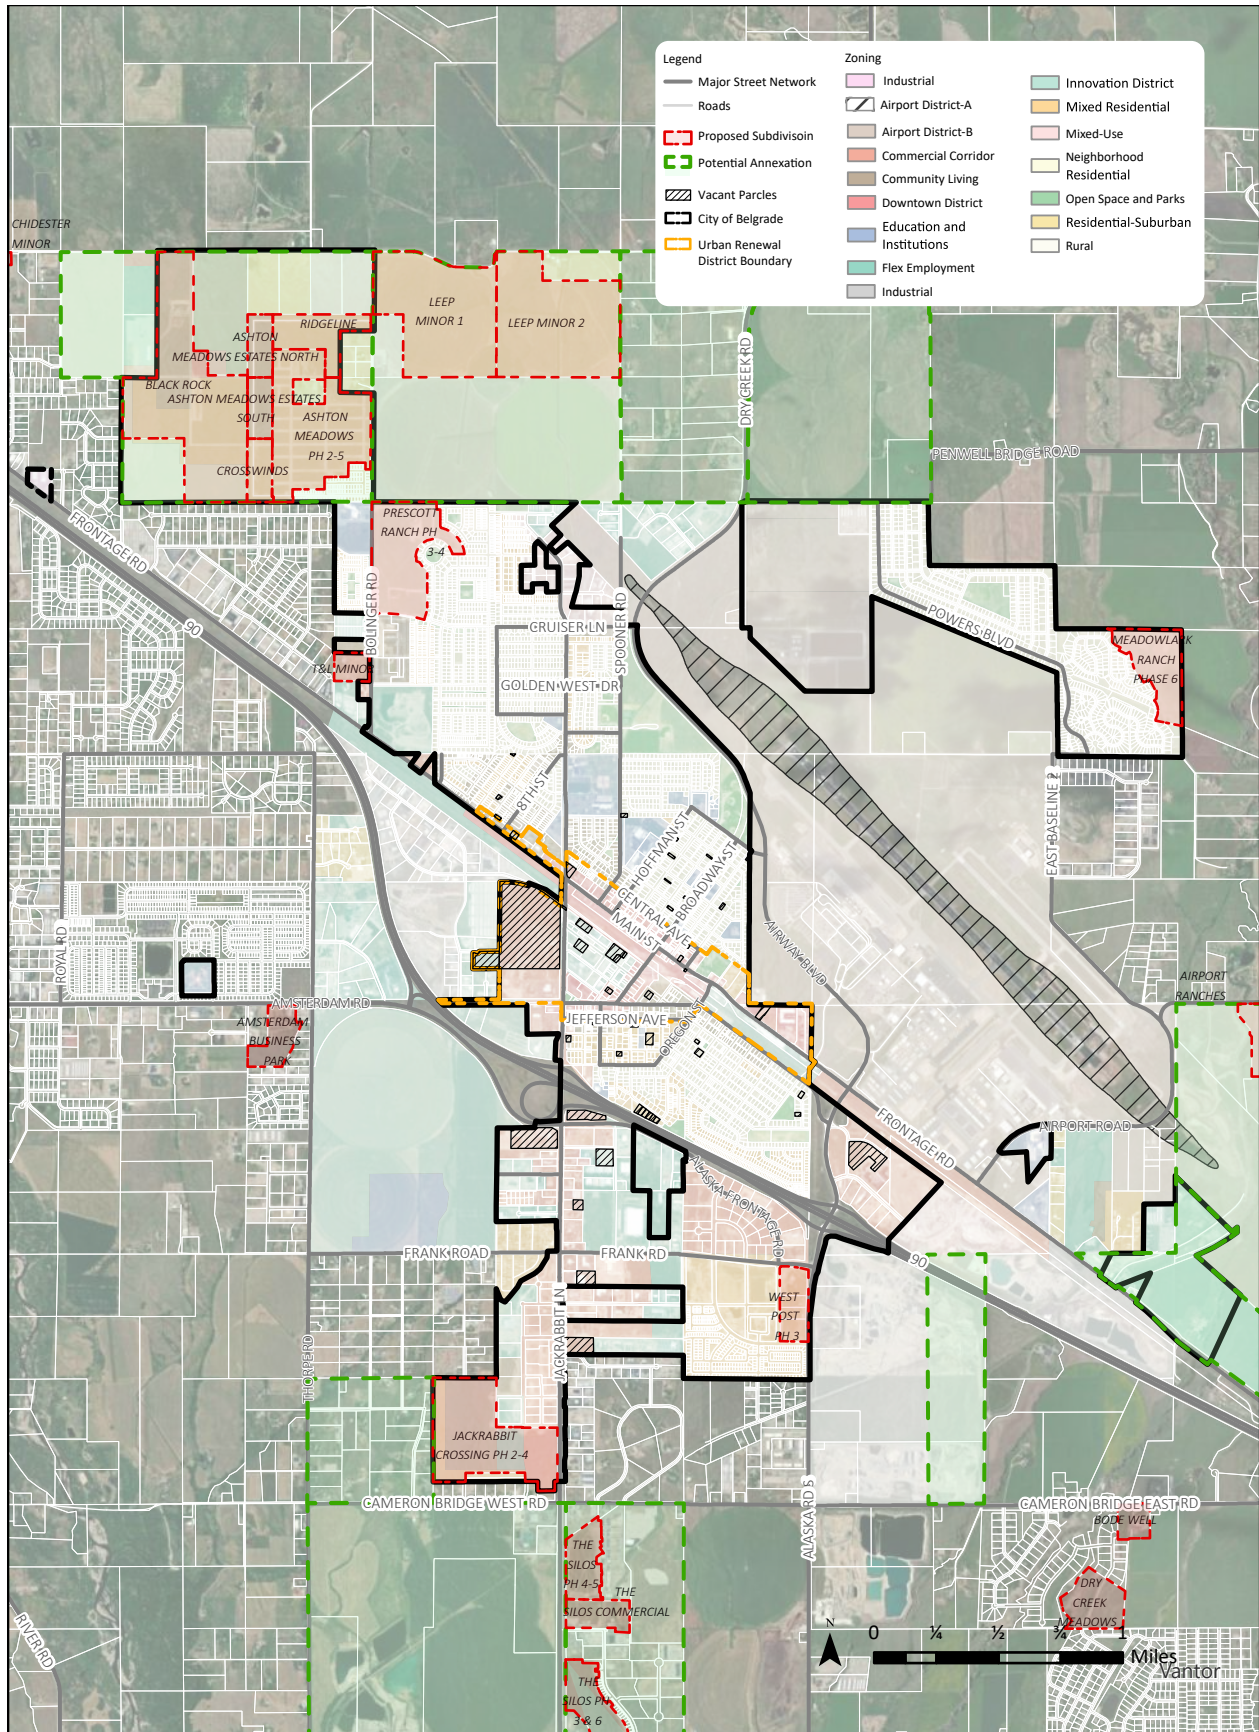 Legend
Major Street Network
Roads
Proposed Subdivisoin
Potential Annexation
Vacant Parcles
City of Belgrade
Urban Renewal
District Boundary
Zoning
Industrial
Airport District-A
Airport District-B
Commercial Corridor
Community Living
Downtown District
Education and
Institutions
Flex Employment
Industrial
Innovation District
Mixed Residential
Mixed-Use
Neighborhood
Residential
Open Space and Parks
Residential-Suburban
Rural
CHIDESTER
MINOR
LEEP
MINOR 1
LEEP MINOR 2
RIDGELINE
ASHTON
MEADOWS ESTATES NORTH
BLACK ROCK
ASHTON MEADOWS ESTATES
SOUTH
ASHTON
MEADOWS
PH 2-5
CROSSWINDS
DRY CREEK RD
PENWELL BRIDGE ROAD
FRONTAGE RD
90
PRESCOTT
RANCH PH
3-4
BOLINGER RD
CRUISER LN
SPOONER RD
POWERS BLVD
MEADOWLARK
RANCH
PHASE 6
T&L MINOR
GOLDEN WEST DR
8TH ST
EAST BASELINE 2
HOFFMAN ST
BROADWAY ST
CENTRAL AVE
MAIN ST
AIRWAY BLVD
ROYAL RD
AMSTERDAM RD
AMSTERDAM
BUSINESS
PARK
JEFFERSON AVE
OREGON ST
AIRPORT
RANCHES
FRONTAGE RD
AIRPORT ROAD
ALASKA FRONTAGE RD
FRANK ROAD
FRANK RD
90
WEST
POST
PH 3
JACKRABBIT LN
THORPE RD
JACKRABBIT
CROSSING PH 2-4
CAMERON BRIDGE WEST RD
ALASKA RD S
CAMERON BRIDGE EAST RD
BODE WELL
THE
SILOS
PH 4-5
THE
SILOS COMMERCIAL
DRY
CREEK
MEADOWS
THE
SILOS PH
3 & 6
RIVER RD
N
0 ¼ ½ ¾ 1
Miles
Vantor